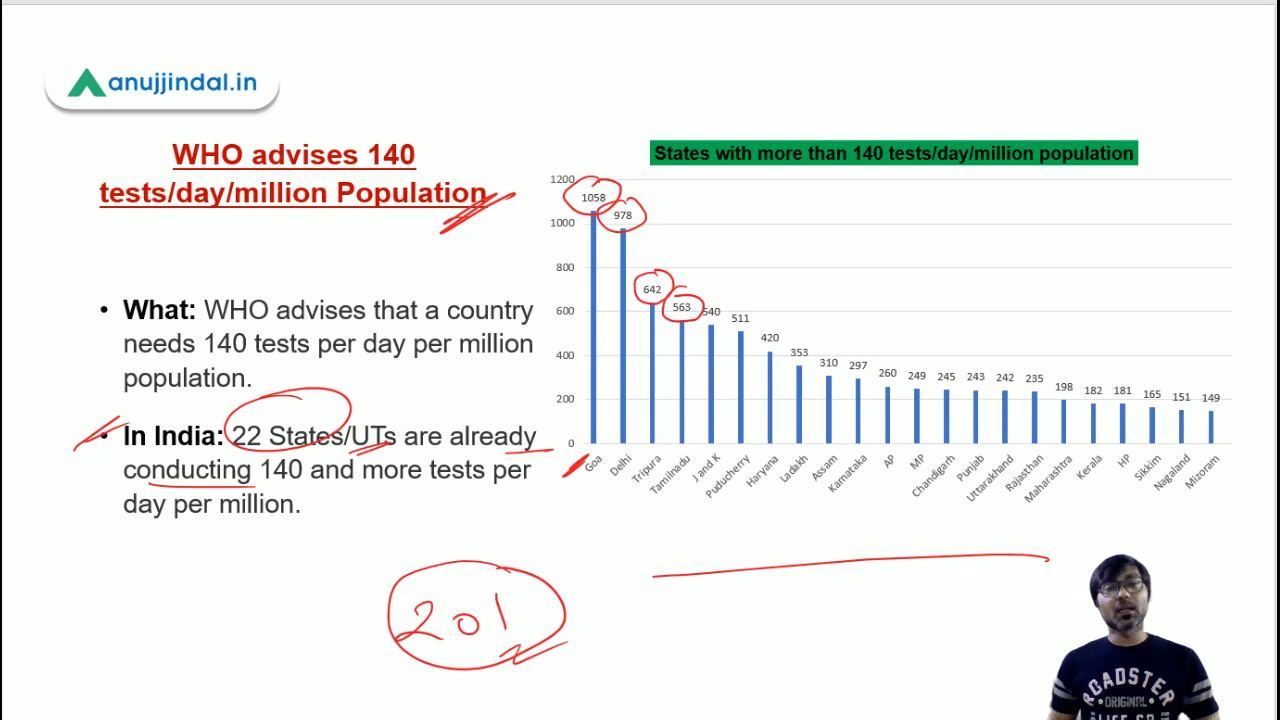 anujjindal.in
WHO advises 140
tests/day/million Population
States with more than 140 tests/day/million population
• What: WHO advises that a country
needs 140 tests per day per million
population.
• In India: 22 States/UTs are already
conducting 140 and more tests per
day per million.
1200
1000
800
600
400
200
0
1058 978 642 563 540 511 420 353 310 297 260 249 245 243 242 235 198 182 181 165 151 149
Goa Delhi Tripura Tamilnadu J and K Puducherry Haryana Ladakh Assam Karnataka AP MP Chandigarh Punjab Uttarakhand Rajasthan Maharashtra Kerala HP Sikkim Nagaland Mizoram
201
ROADSTER
ORIGINAL
LIFE CO